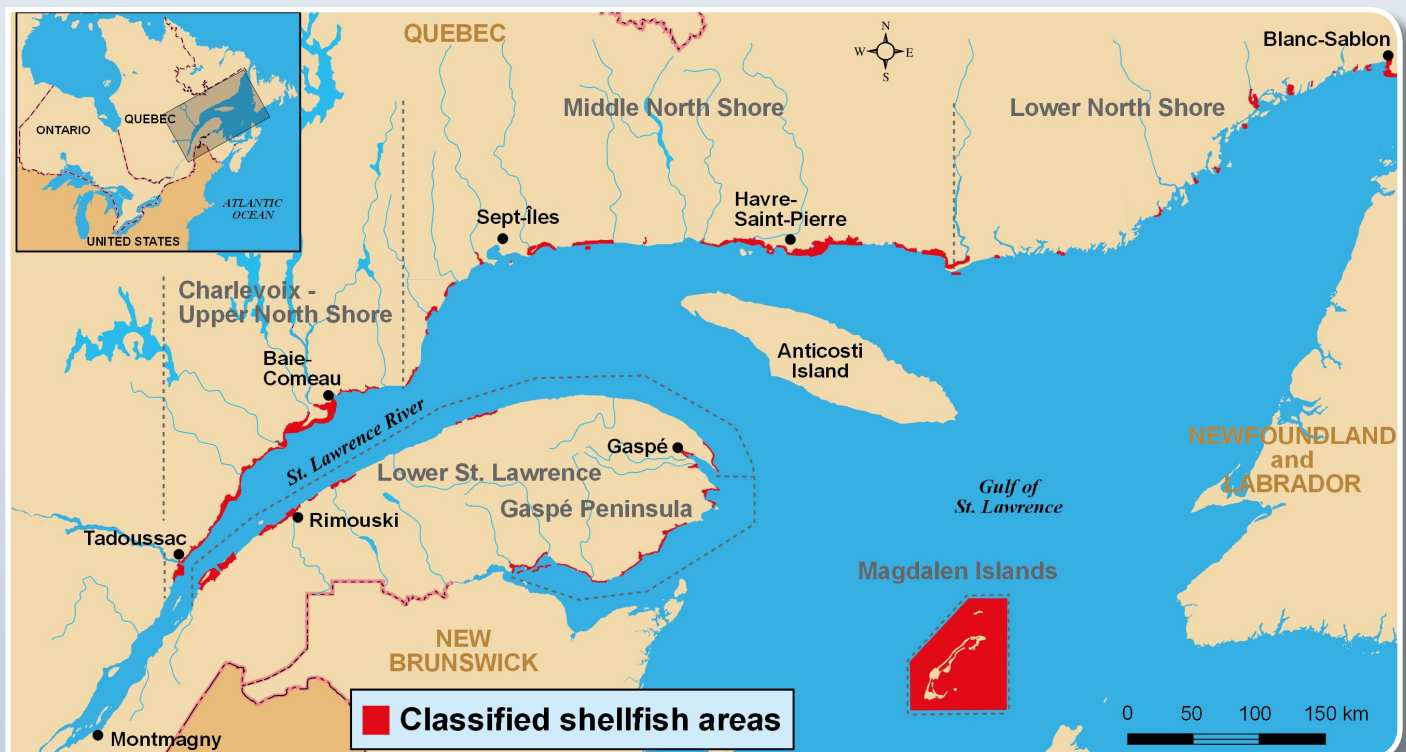 QUEBEC
N
W E
S
Blanc-Sablon
Middle North Shore
Lower North Shore
ONTARIO
QUEBEC
ATLANTIC
OCEAN
UNITED STATES
Sept-Îles
Havre-
Saint-Pierre
Charlevoix -
Upper North Shore
Baie-
Comeau
Anticosti
Island
St. Lawrence River
Gaspé
NEWFOUNDLAND
and
LABRADOR
Lower St. Lawrence
Gaspé Peninsula
Gulf of
St. Lawrence
Rimouski
Tadoussac
Magdalen Islands
NEW
BRUNSWICK
Classified shellfish areas
0 50 100 150 km
Montmagny